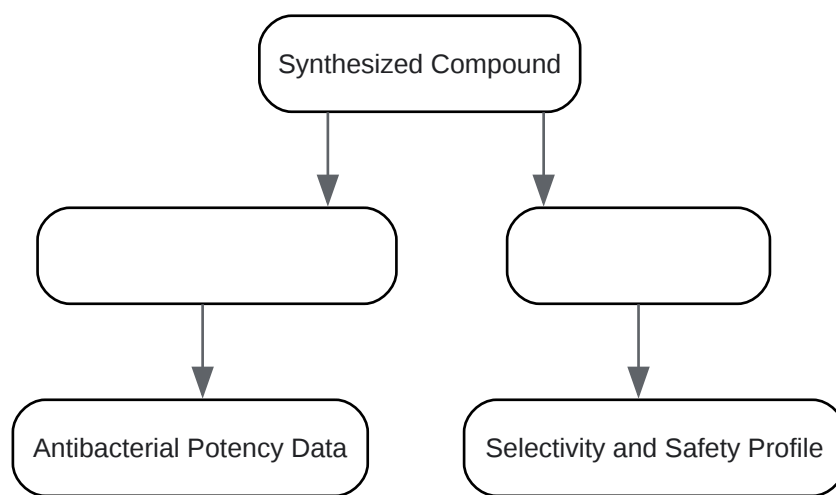 Synthesized Compound
Antibacterial Potency Data
Selectivity and Safety Profile